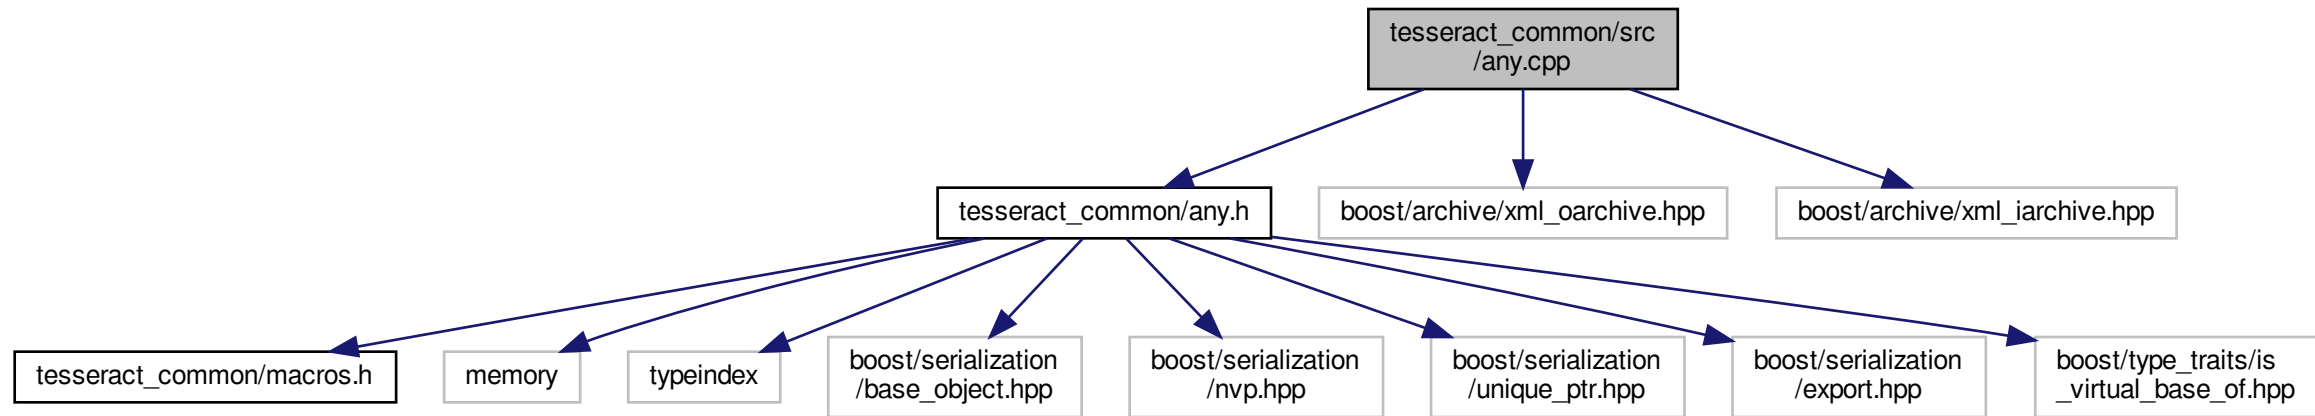 tesseract_common/src
/any.cpp
tesseract_common/any.h
boost/archive/xml_oarchive.hpp
boost/archive/xml_iarchive.hpp
tesseract_common/macros.h
memory
typeindex
boost/serialization
/base_object.hpp
boost/serialization
/nvp.hpp
boost/serialization
/unique_ptr.hpp
boost/serialization
/export.hpp
boost/type_traits/is
_virtual_base_of.hpp